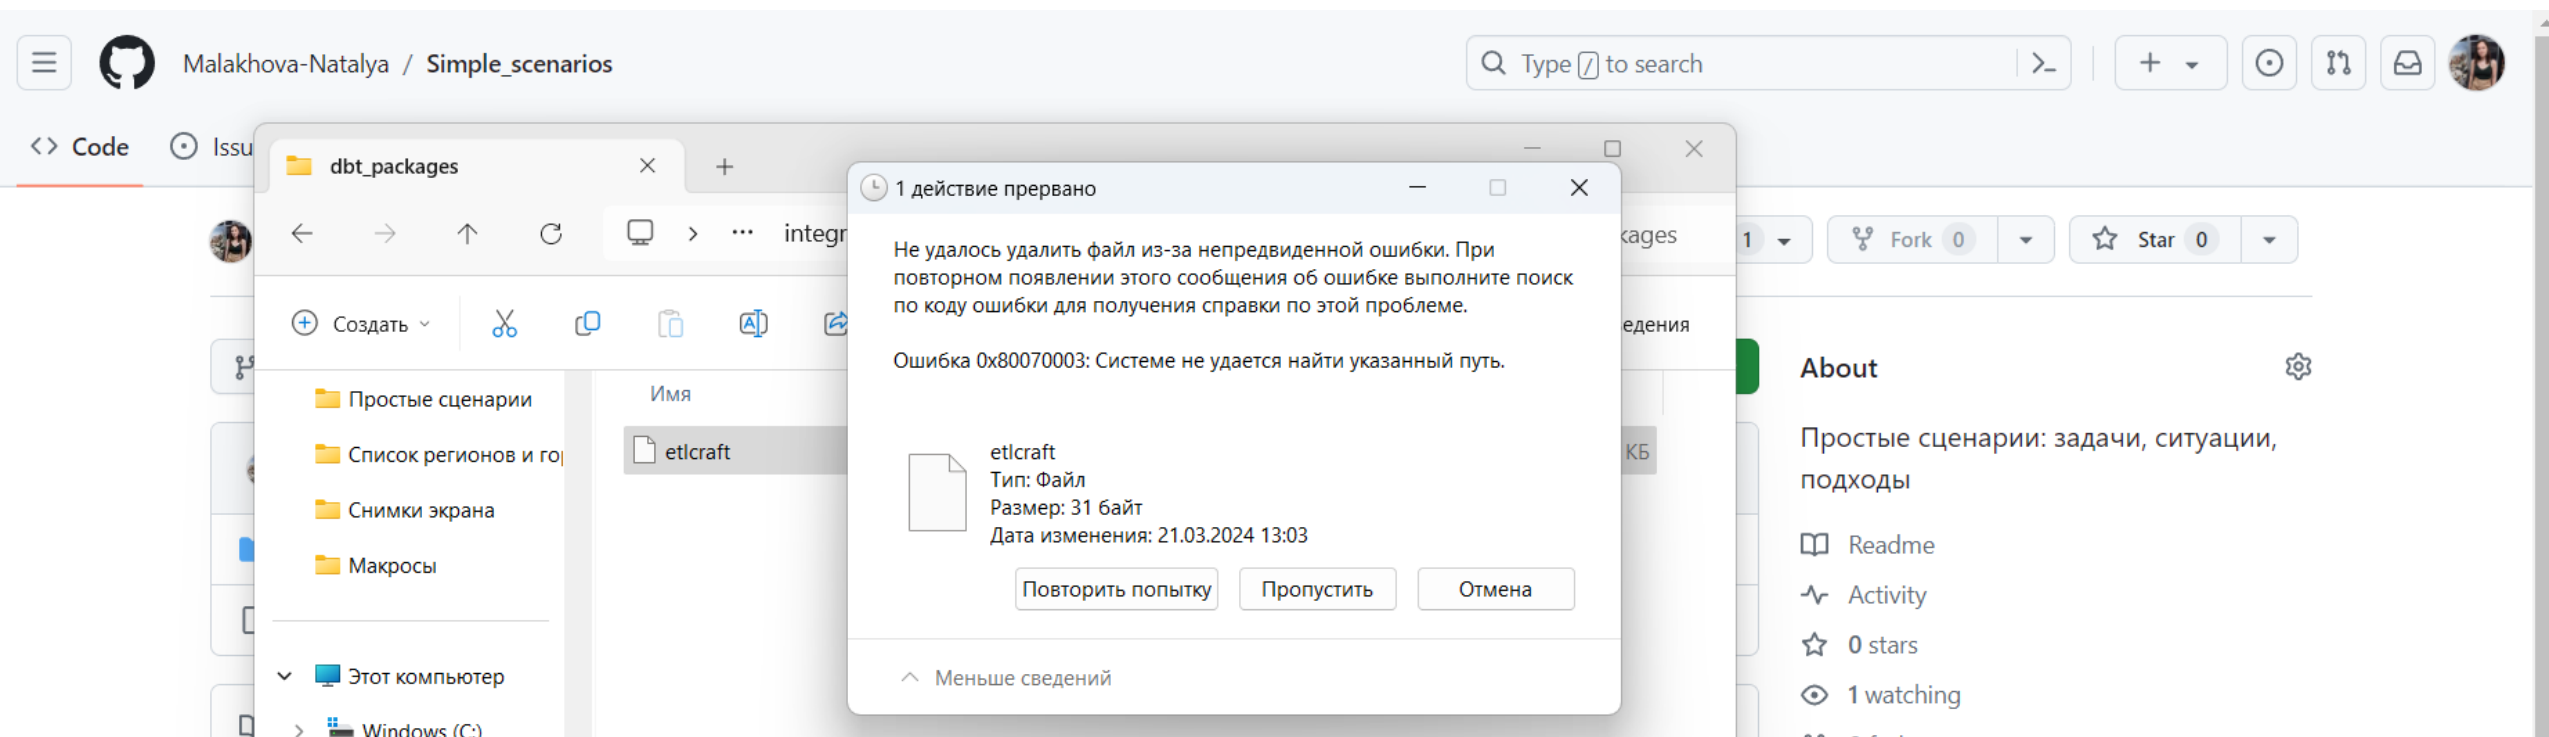 Malakhova-Natalya / Simple_scenarios
Type / to search
Code
Issu
dbt_packages
1 действие прервано
integr
kages
1
Fork 0
Star 0
Не удалось удалить файл из-за непредвиденной ошибки. При
повторном появлении этого сообщения об ошибке выполните поиск
по коду ошибки для получения справки по этой проблеме.
Создать
едения
Ошибка 0x80070003: Системе не удается найти указанный путь.
About
Простые сценарии
Имя
Список регионов и го
etlcraft
КБ
etlcraft
Тип: Файл
Размер: 31 байт
Дата изменения: 21.03.2024 13:03
Простые сценарии: задачи, ситуации,
подходы
Снимки экрана
Макросы
Повторить попытку
Пропустить
Отмена
Readme
Activity
0 stars
1 watching
Этот компьютер
Меньше сведений
Windows (C:)